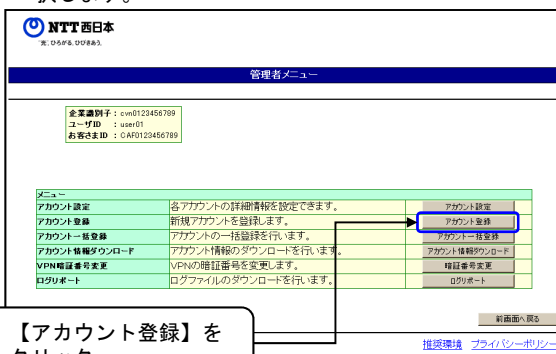 択します。
NTT西日本
光、ひろがる、ひびきあう。
管理者メニュー
企業識別子：cvn0123456789
ユーザID ：user01
お客さまID ：CAF0123456789
メニュー
アカウント設定 各アカウントの詳細情報を設定できます。 アカウント設定
アカウント登録 新規アカウントを登録します。 アカウント登録
アカウント一括登録 アカウントの一括登録を行います。 アカウント一括登録
アカウント情報ダウンロード アカウント情報のダウンロードを行います。 アカウント情報ダウンロード
VPN暗証番号変更 VPNの暗証番号を変更します。 暗証番号変更
ログリポート ログファイルのダウンロードを行います。 ログリポート
前画面へ戻る
【アカウント登録】を
クリック
推奨環境 プライバシーポリシー